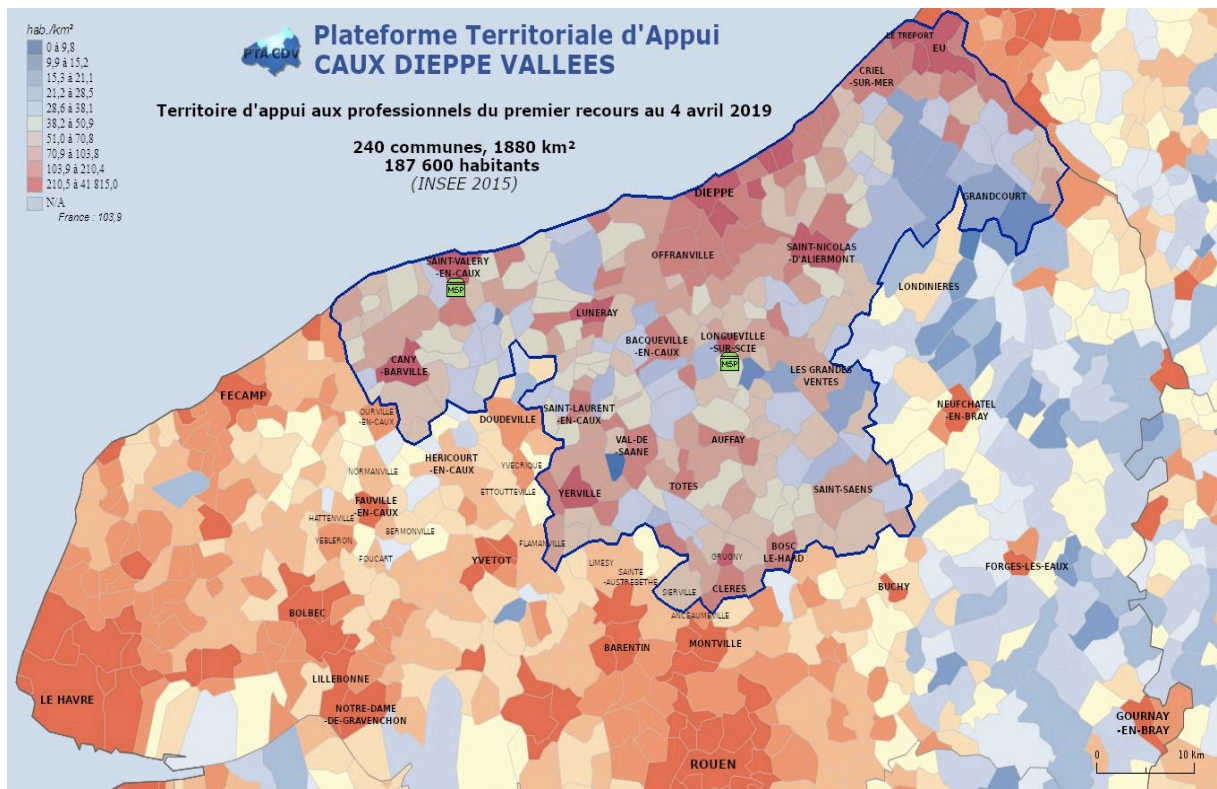 hab./km²
0 à 9,8
9,9 à 15,2
15,3 à 21,1
21,2 à 28,5
28,6 à 38,1
38,2 à 50,9
51,0 à 70,8
70,9 à 103,8
103,9 à 210,4
210,5 à 41 815,0
N/A
France : 103,9
PTA CDV
Plateforme Territoriale d'Appui
CAUX DIEPPE VALLEES
Territoire d'appui aux professionnels du premier recours au 4 avril 2019
240 communes, 1880 km²
187 600 habitants
(INSEE 2015)
LE TREPORT
EU
CRIEL
-SUR-MER
DIEPPE
GRANDCOURT
SAINT-NICOLAS
-D'ALIERMONT
OFFRANVILLE
SAINT-VALERY
-EN-CAUX
MSP
LONDINIERES
LUNERAY
BACQUEVILLE
-EN-CAUX
LONGUEVILLE
-SUR-SCIE
MSP
CANY
-BARVILLE
LES GRANDES
VENTES
FECAMP
OURVILLE
-EN-CAUX
DOUDEVILLE
SAINT-LAURENT
-EN-CAUX
NEUFCHATEL
-EN-BRAY
VAL-DE
-SAANE
AUFFAY
HERICOURT
-EN-CAUX
NORMANVILLE
YVECRIQUE
ETTOUTTEVILLE
YERVILLE
TOTES
SAINT-SAENS
FAUVILLE
-EN-CAUX
HATTENVILLE
BERMONVILLE
YEBLERON
FOUCART
YVETOT
FLAMANVILLE
LIMESY
SAINTE
-AUSTREBETHE
GRUGNY
BOSC
LE-HARD
SIERVILLE
CLERES
ANCEAUMEVILLE
BUCHY
FORGES-LES-EAUX
BOLBEC
BARENTIN
MONTVILLE
LILLEBONNE
LE HAVRE
NOTRE-DAME
-DE-GRAVENCHON
GOURNAY
-EN-BRAY
ROUEN
0
10 km